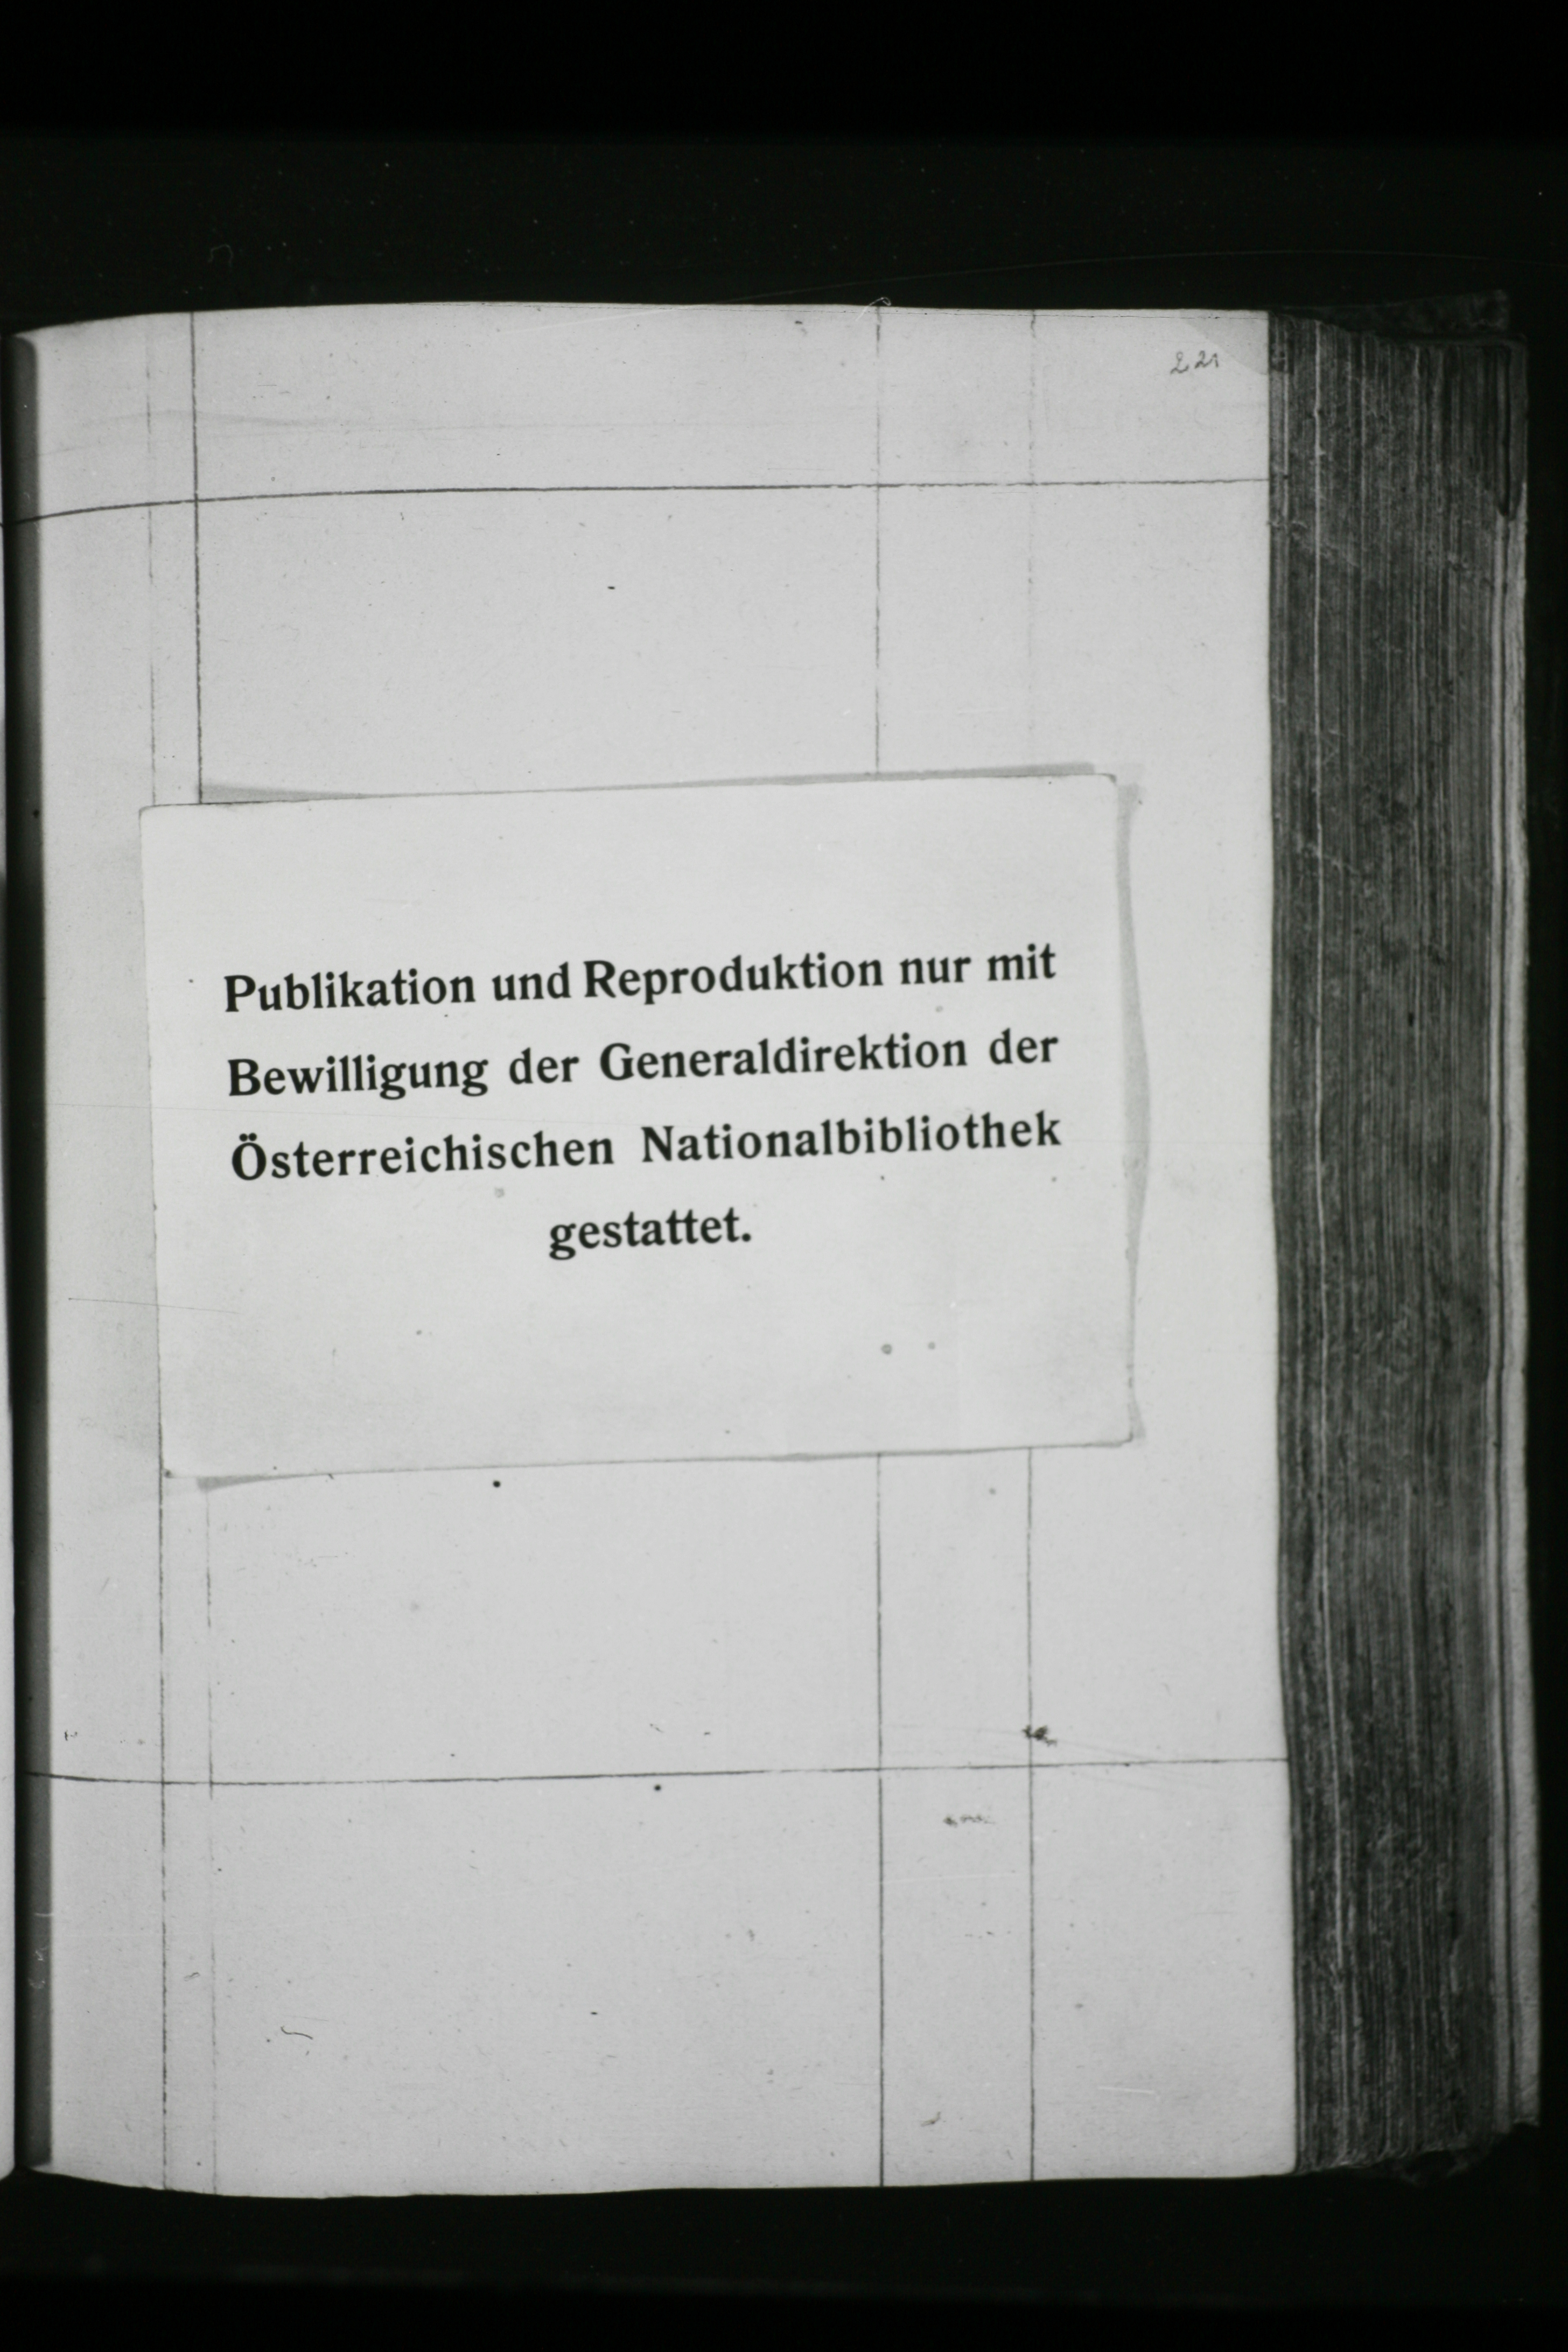 221
Publikation und Reproduktion nur mit
Bewilligung der Generaldirektion der
Österreichischen Nationalbibliothek
gestattet.